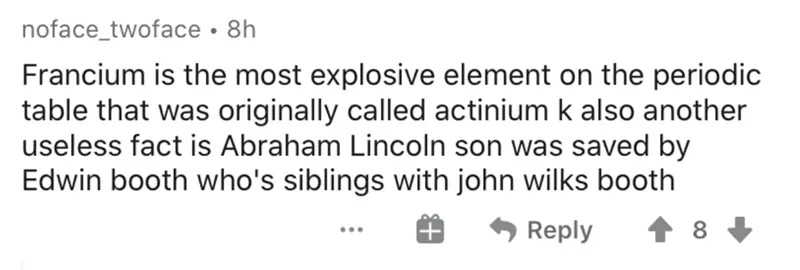 noface_twoface • 8h
Francium is the most explosive element on the periodic
table that was originally called actinium k also another
useless fact is Abraham Lincoln son was saved by
Edwin booth who's siblings with john wilks booth
... Reply 8